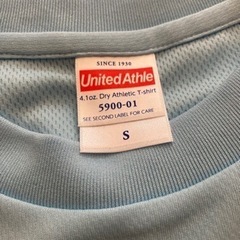 SINCE 1930
United Athle
4.1oz. Dry Athletic T-shirt
5900-01
SEE SECOND LABEL FOR CARE
S